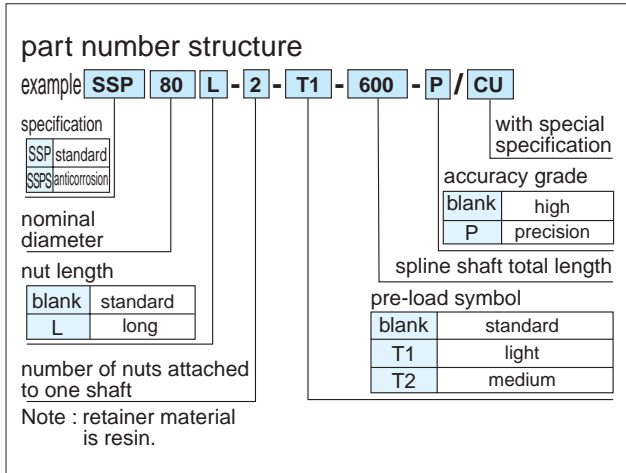 part number structure
example SSP 80 L - 2 - T1 - 600 - P / CU
specification
SSP standard
SSPS anticorrosion
nominal
diameter
nut length
blank standard
L long
number of nuts attached
to one shaft
Note : retainer material
is resin.
with special
specification
accuracy grade
blank high
P precision
spline shaft total length
pre-load symbol
blank standard
T1 light
T2 medium